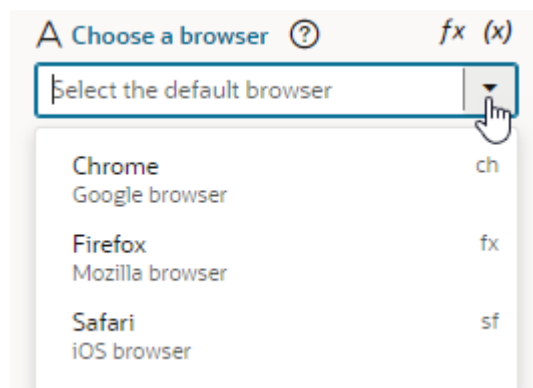 A Choose a browser ? fx (x)
Select the default browser
Chrome ch
Google browser
Firefox fx
Mozilla browser
Safari sf
iOS browser